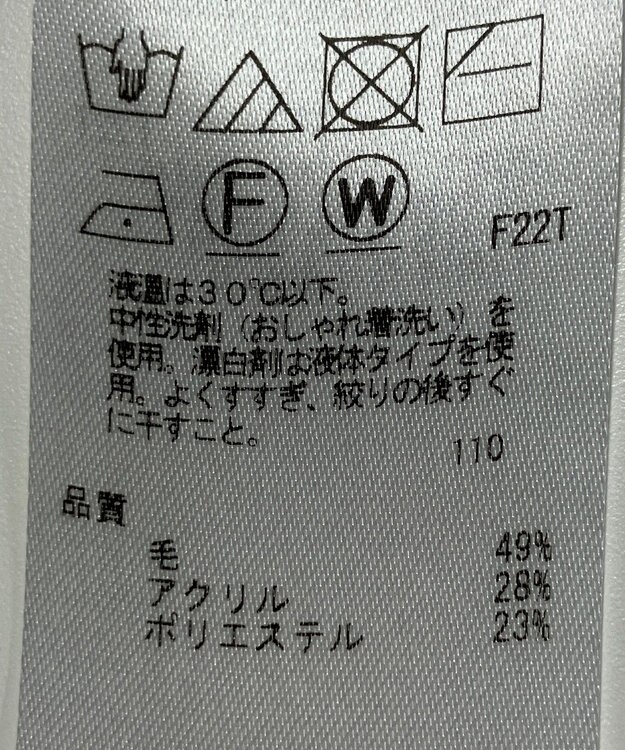 F
W
F22T
液温は30℃以下。
中性洗剤（おしゃれ着洗い）を
使用。漂白剤は液体タイプを使
用。よくすすぎ、絞りの後すぐ
に干すこと。
110
品質
毛 49%
アクリル 28%
ポリエステル 23%